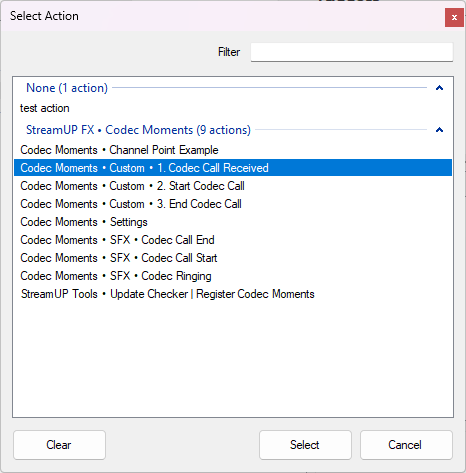 Select Action
x
Filter
None (1 action)
test action
StreamUP FX • Codec Moments (9 actions)
Codec Moments • Channel Point Example
Codec Moments • Custom • 1. Codec Call Received
Codec Moments • Custom • 2. Start Codec Call
Codec Moments • Custom • 3. End Codec Call
Codec Moments • Settings
Codec Moments • SFX • Codec Call End
Codec Moments • SFX • Codec Call Start
Codec Moments • SFX • Codec Ringing
StreamUP Tools • Update Checker | Register Codec Moments
Clear Select Cancel